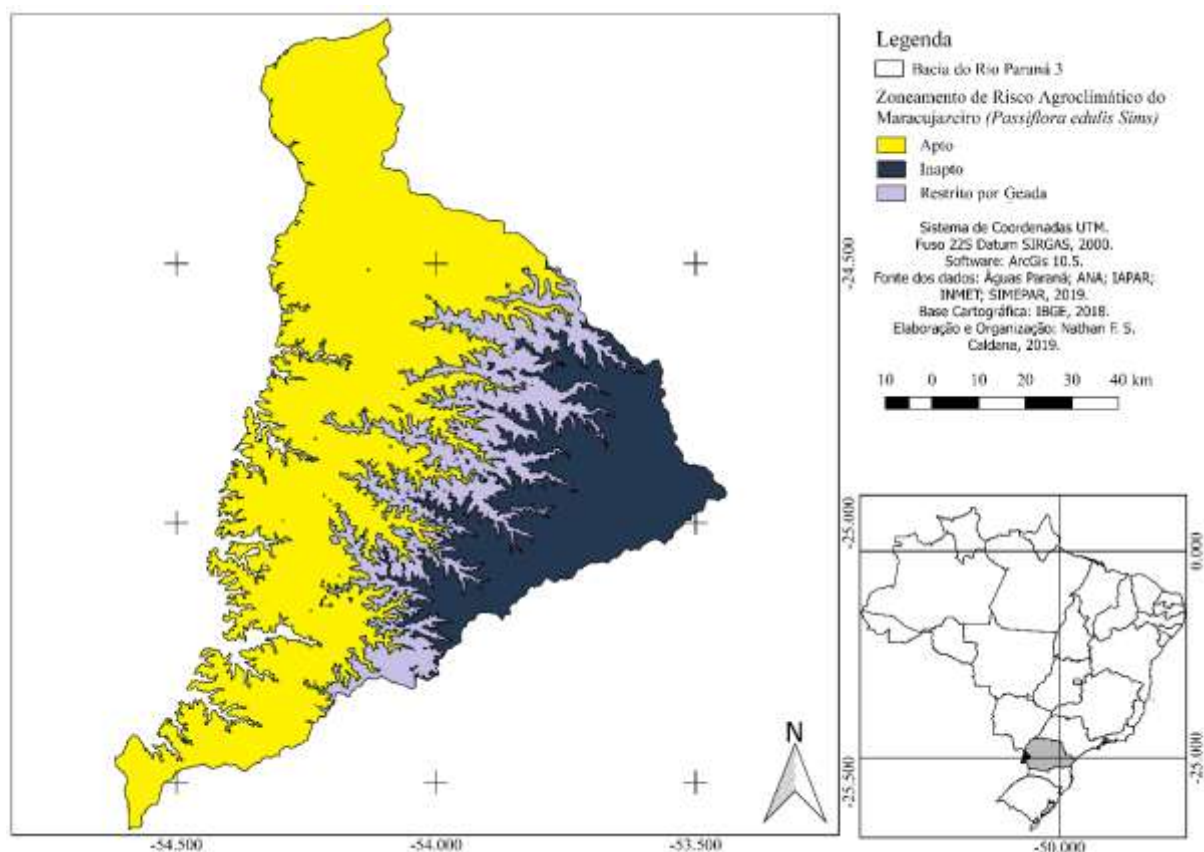 Legenda
Bacia do Rio Paraná 3
Zoneamento de Risco Agroclimático do
Maracujazeiro (Passiflora edulis Sims)
Apto
Inapto
Restrito por Geada
Sistema de Coordenadas UTM.
Fuso 22S Datum SIRGAS, 2000.
Software: ArcGis 10.5.
Fonte dos dados: Águas Paraná; ANA; IAPAR;
INMET; SIMEPAR, 2019.
Base Cartográfica: IBGE, 2018.
Elaboração e Organização: Nathan F. S.
Caldana, 2019.
10 0 10 20 30 40 km
-24.500
-25.000
-25.500
N
-54.500 -54.000 -53.500
0.000
-25.000
-50.000